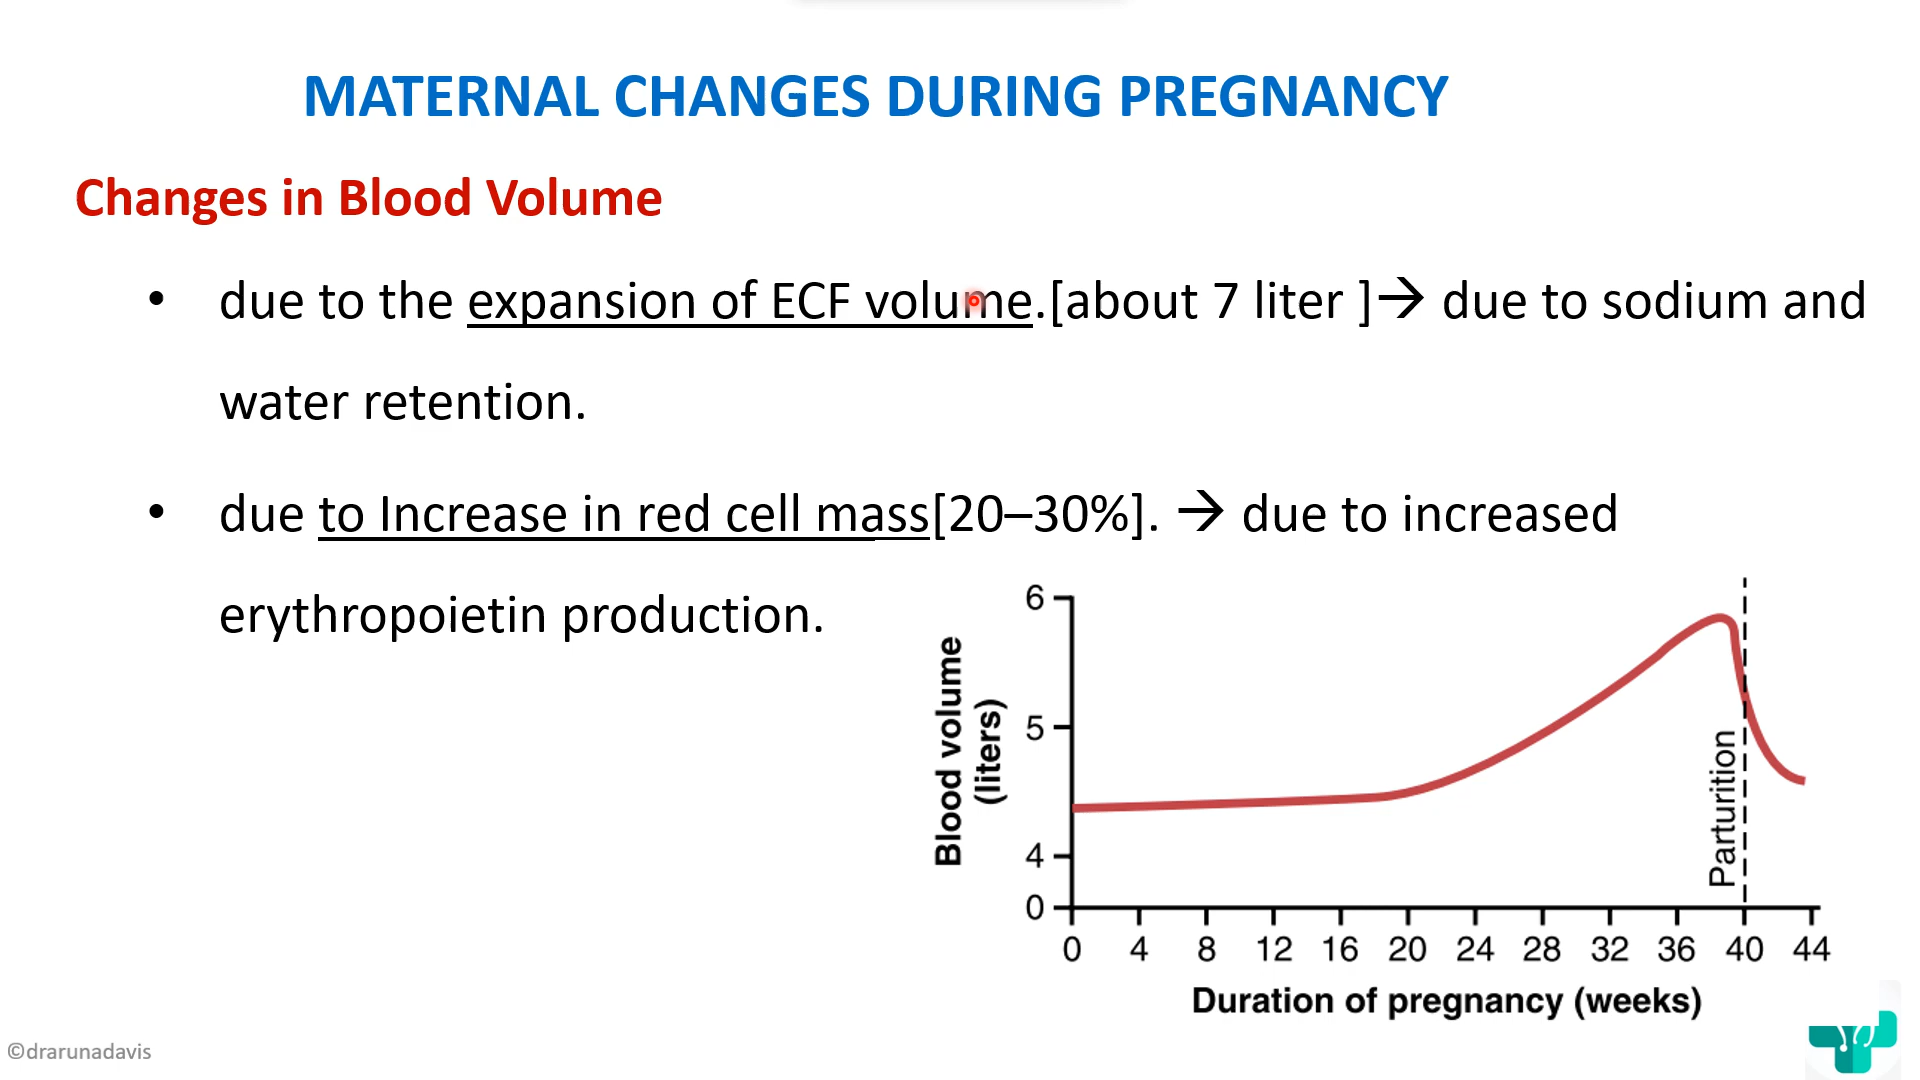 MATERNAL CHANGES DURING PREGNANCY
Changes in Blood Volume
• due to the expansion of ECF volume.[about 7 liter ]→ due to sodium and
water retention.
• due to Increase in red cell mass[20–30%]. → due to increased
erythropoietin production.
Blood volume
(liters)
6
5
4
0
Parturition
0 4 8 12 16 20 24 28 32 36 40 44
Duration of pregnancy (weeks)
©drarunadavis